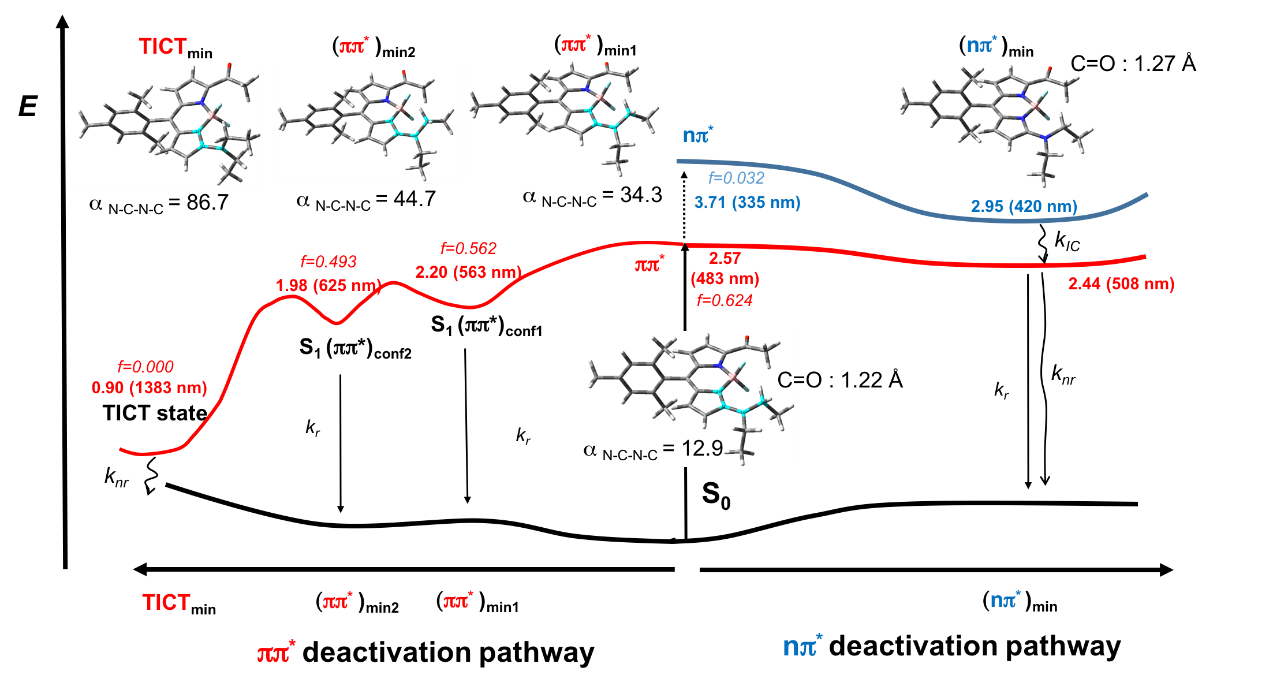 TICTmin
(ππ*)min2
(ππ*)min1
(nπ*)min
C=O : 1.27 Å
E
α N-C-N-C = 86.7
α N-C-N-C = 44.7
α N-C-N-C = 34.3
nπ*
f=0.032
3.71 (335 nm)
2.95 (420 nm)
kIC
f=0.562
2.20 (563 nm)
f=0.493
1.98 (625 nm)
ππ*
2.57
(483 nm)
f=0.624
2.44 (508 nm)
S1 (ππ*)conf1
S1 (ππ*)conf2
f=0.000
0.90 (1383 nm)
TICT state
C=O : 1.22 Å
kr
knr
kr
kr
α N-C-N-C = 12.9
knr
S0
TICTmin
(ππ*)min2
(ππ*)min1
(nπ*)min
ππ* deactivation pathway
nπ* deactivation pathway